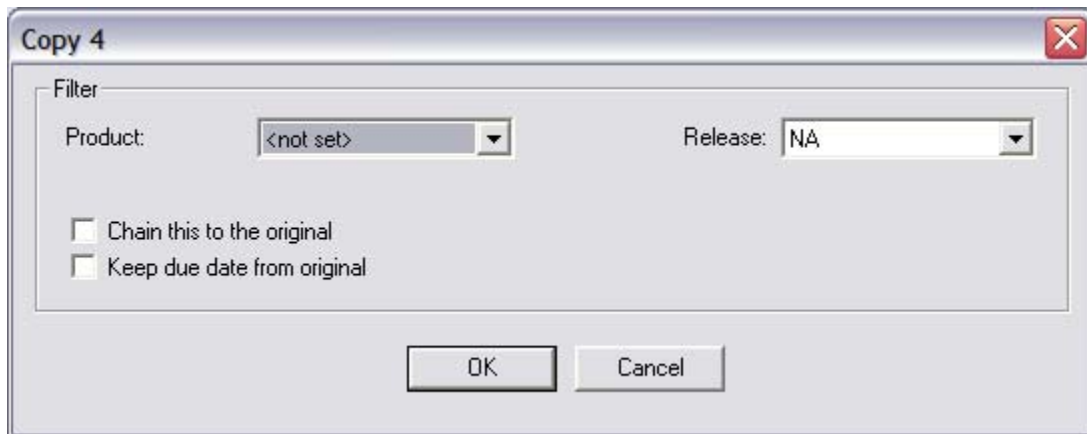 Copy 4
Filter
Product: <not set> Release: NA
Chain this to the original
Keep due date from original
OK Cancel